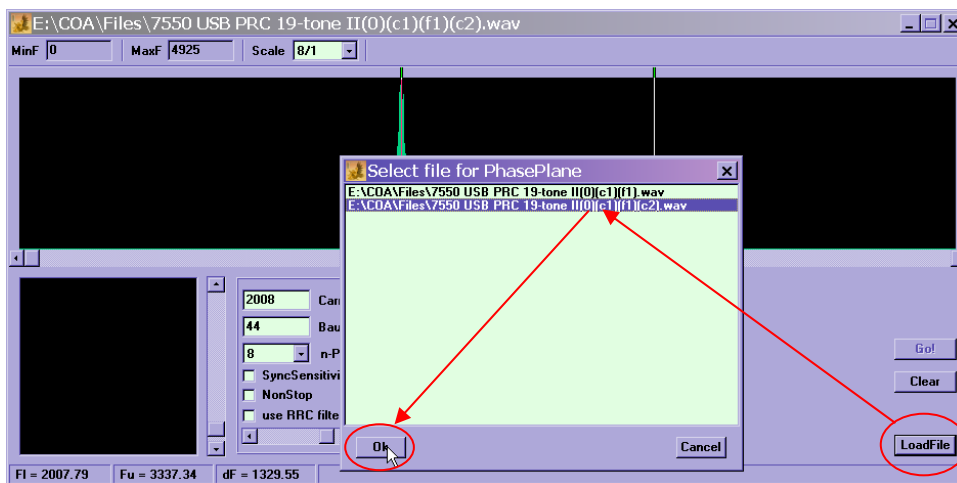 E:\COA\Files\7550 USB PRC 19-tone II(0)(c1)(f1)(c2).wav
MinF 0 MaxF 4925 Scale 8/1
Select file for PhasePlane
E:\COA\Files\7550 USB PRC 19-tone II(0)(c1)(f1).wav
E:\COA\Files\7550 USB PRC 19-tone II(0)(c1)(f1)(c2).wav
2008 Carr
44 Bau
8 n-P
SyncSensitivi
NonStop
use RRC filte
Go!
Clear
Ok Cancel LoadFile
Fl = 2007.79 Fu = 3337.34 dF = 1329.55